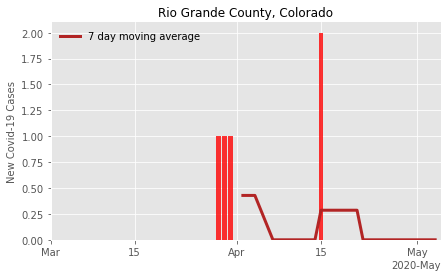 Rio Grande County, Colorado
7 day moving average
New Covid-19 Cases
2.00
1.75
1.50
1.25
1.00
0.75
0.50
0.25
0.00
Mar
15
Apr
15
May
2020-May